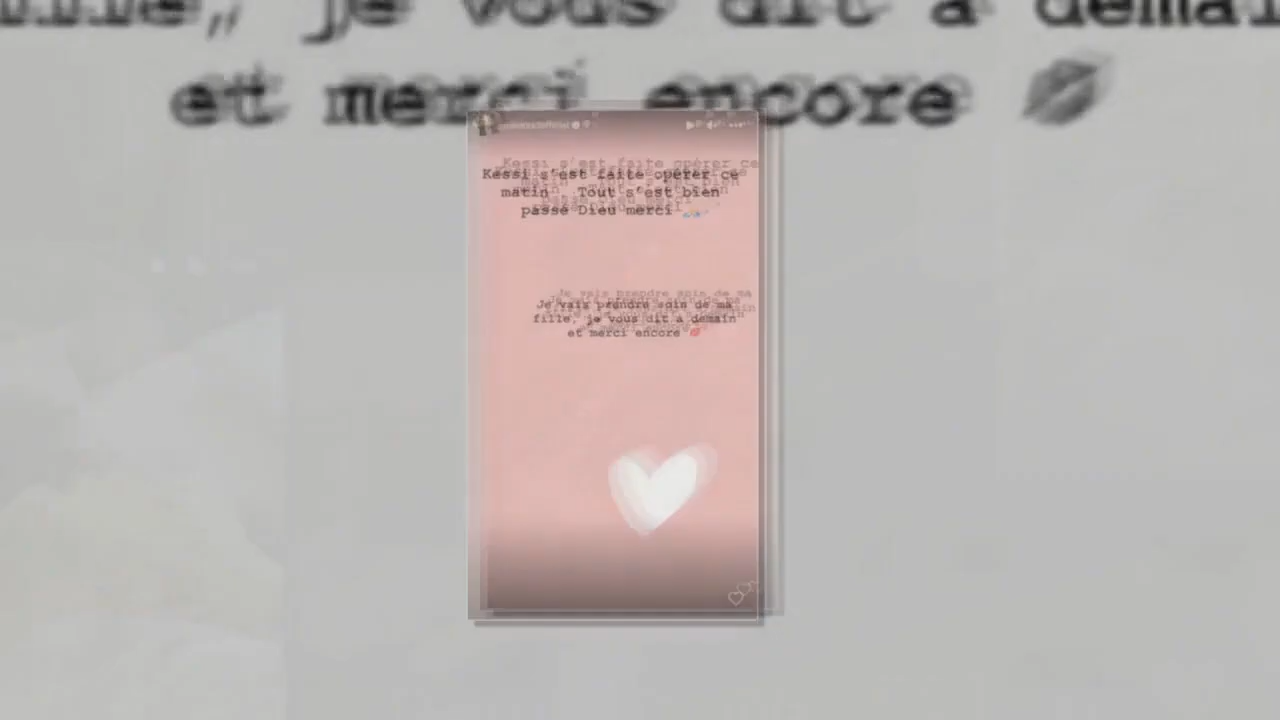 je vous dit à demai
et merci encore
Kessi s'est faite opérer ce
matin. Tout s'est bien
passé Dieu merci
Je vais prendre soin de ma
fille, je vous dit à demain
et merci encore